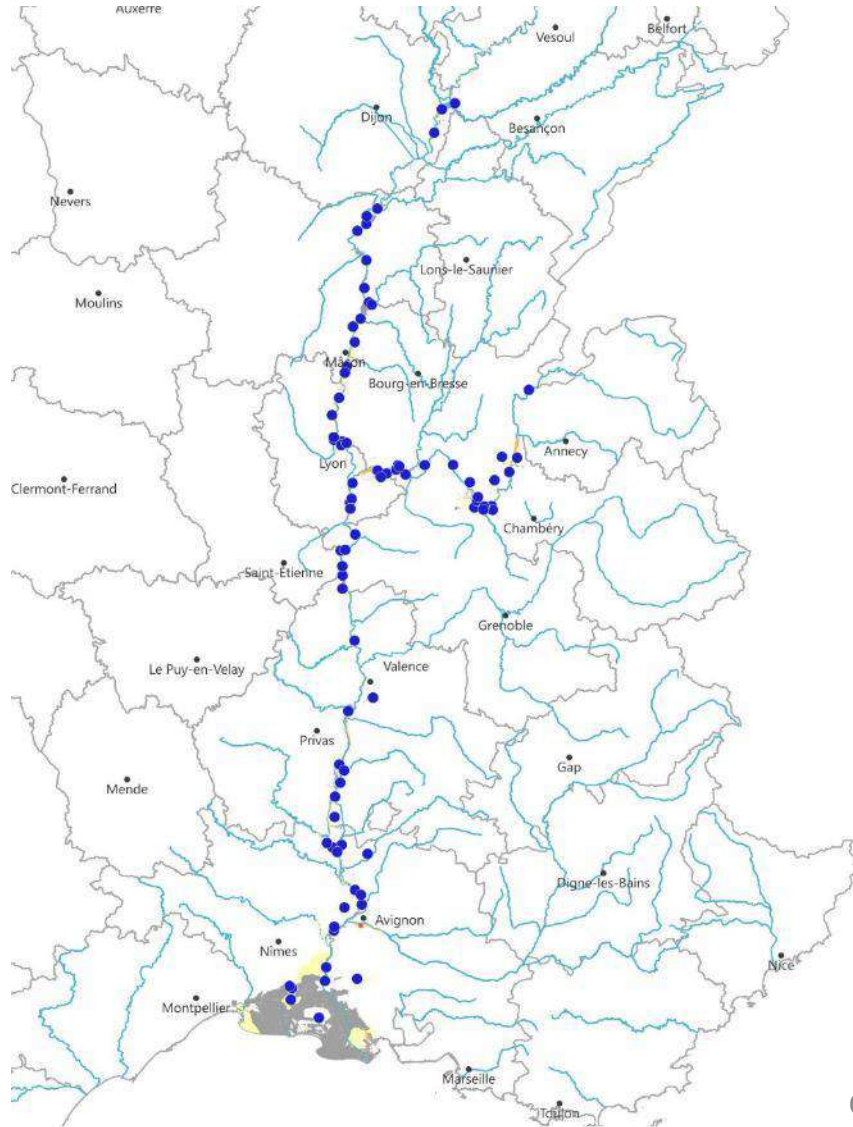 Auxerre
Vesoul
Belfort
Dijon
Besançon
Nevers
Lons-le-Saunier
Moulins
Mâcon
Bourg-en-Bresse
Annecy
Lyon
Clermont-Ferrand
Chambéry
Saint-Etienne
Grenoble
Le Puy-en-Velay
Valence
Privas
Gap
Mende
Digne-les-Bains
Avignon
Nîmes
Nice
Montpellier
Marseille
Toulon